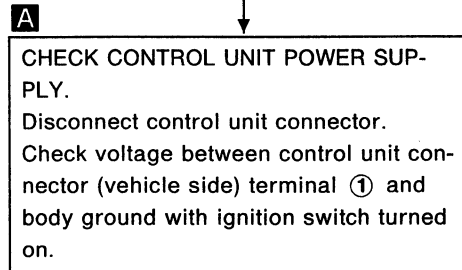 A
CHECK CONTROL UNIT POWER SUP-
PLY.
Disconnect control unit connector.
Check voltage between control unit con-
nector (vehicle side) terminal ① and
body ground with ignition switch turned
on.